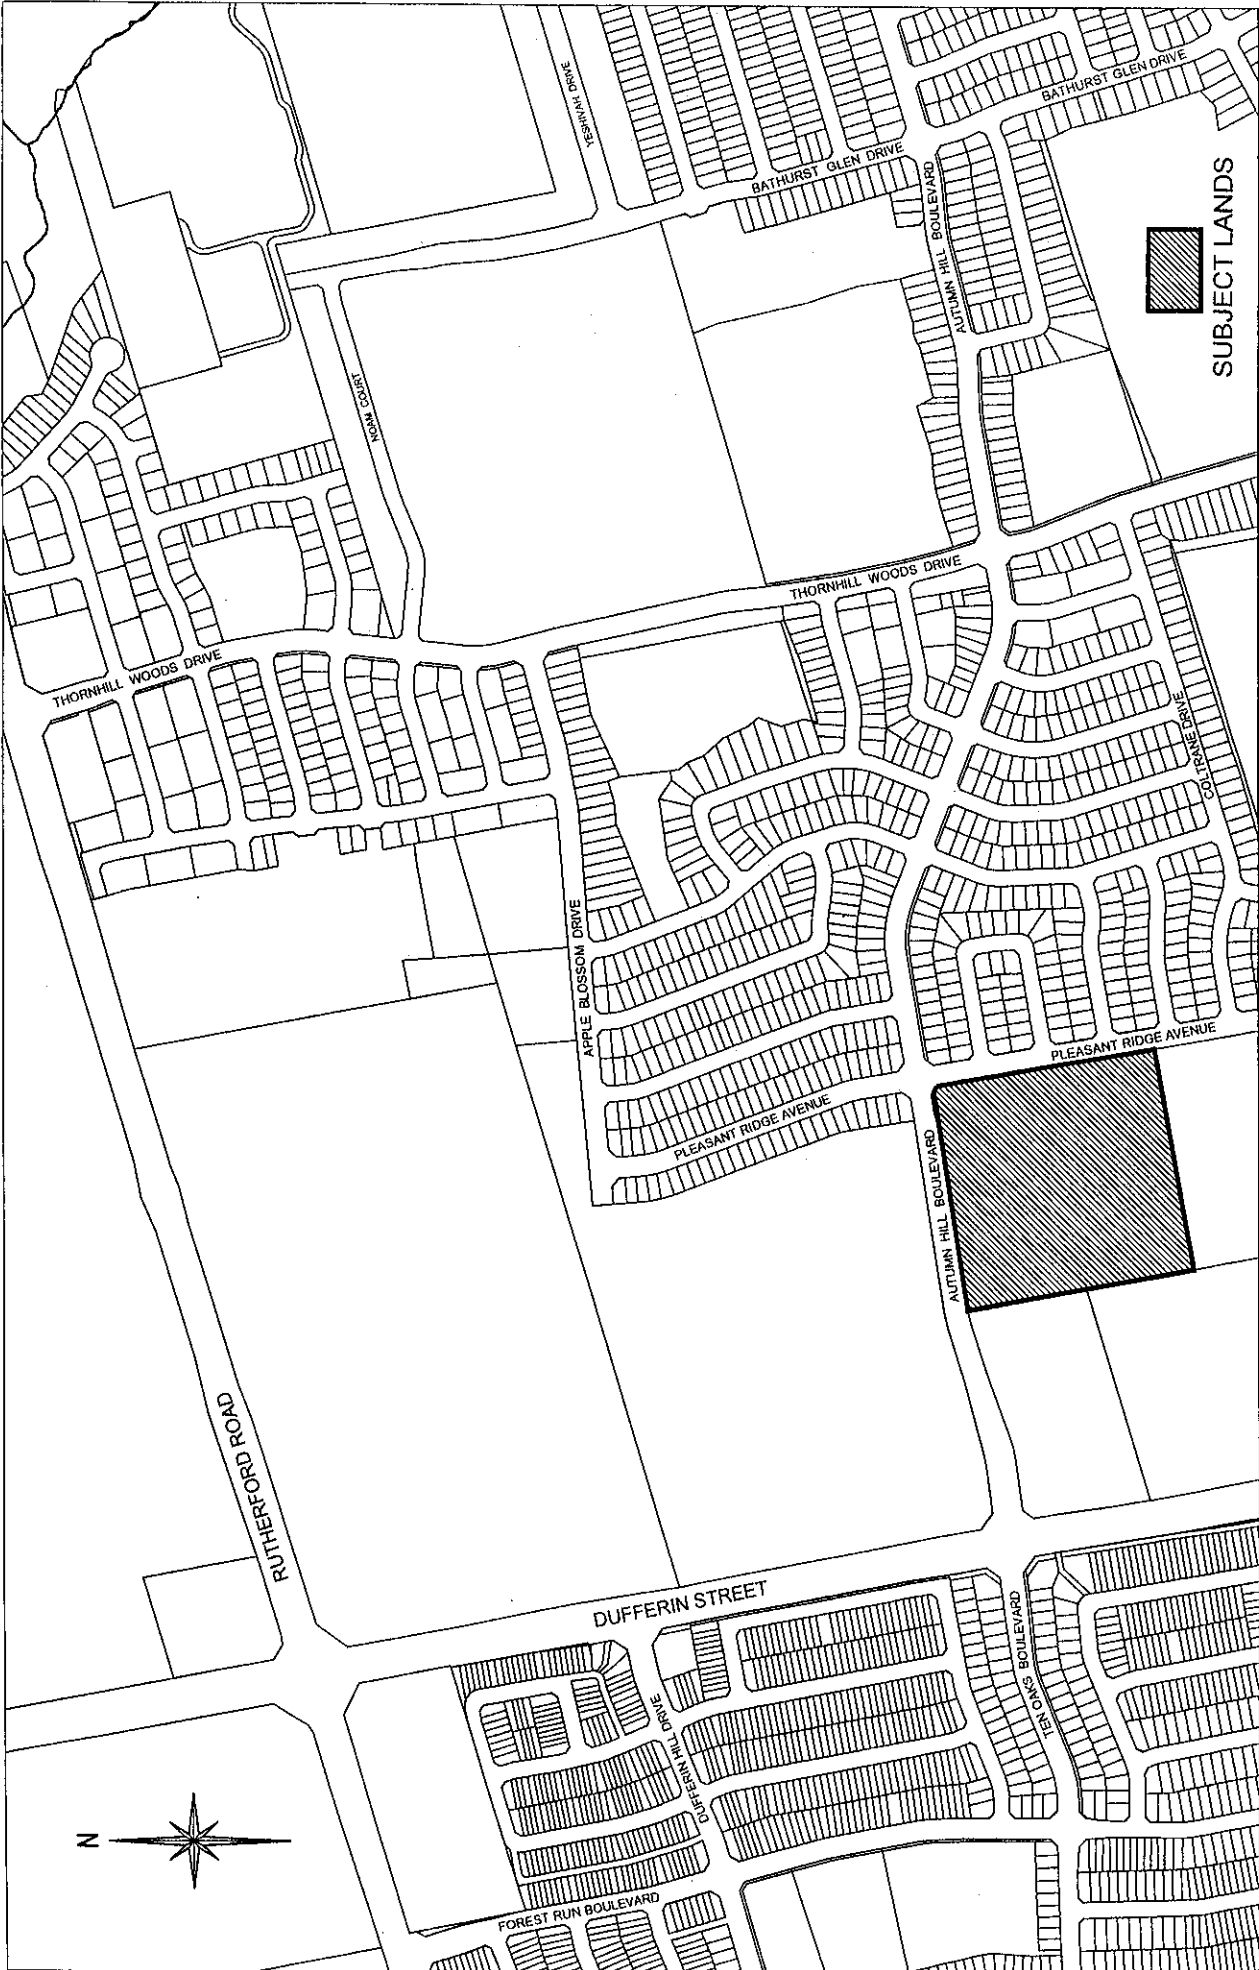 YESHIVAH DRIVE
BATHURST GLEN DRIVE
BATHURST GLEN DRIVE
AUTUMN HILL BOULEVARD
SUBJECT LANDS
NOAM COURT
THORNHILL WOODS DRIVE
THORNHILL WOODS DRIVE
COLTRANE DRIVE
APPLE BLOSSOM DRIVE
PLEASANT RIDGE AVENUE
PLEASANT RIDGE AVENUE
AUTUMN HILL BOULEVARD
RUTHERFORD ROAD
DUFFERIN STREET
TEN OAKS BOULEVARD
DUFFERIN HILL DRIVE
FOREST RUN BOULEVARD
N